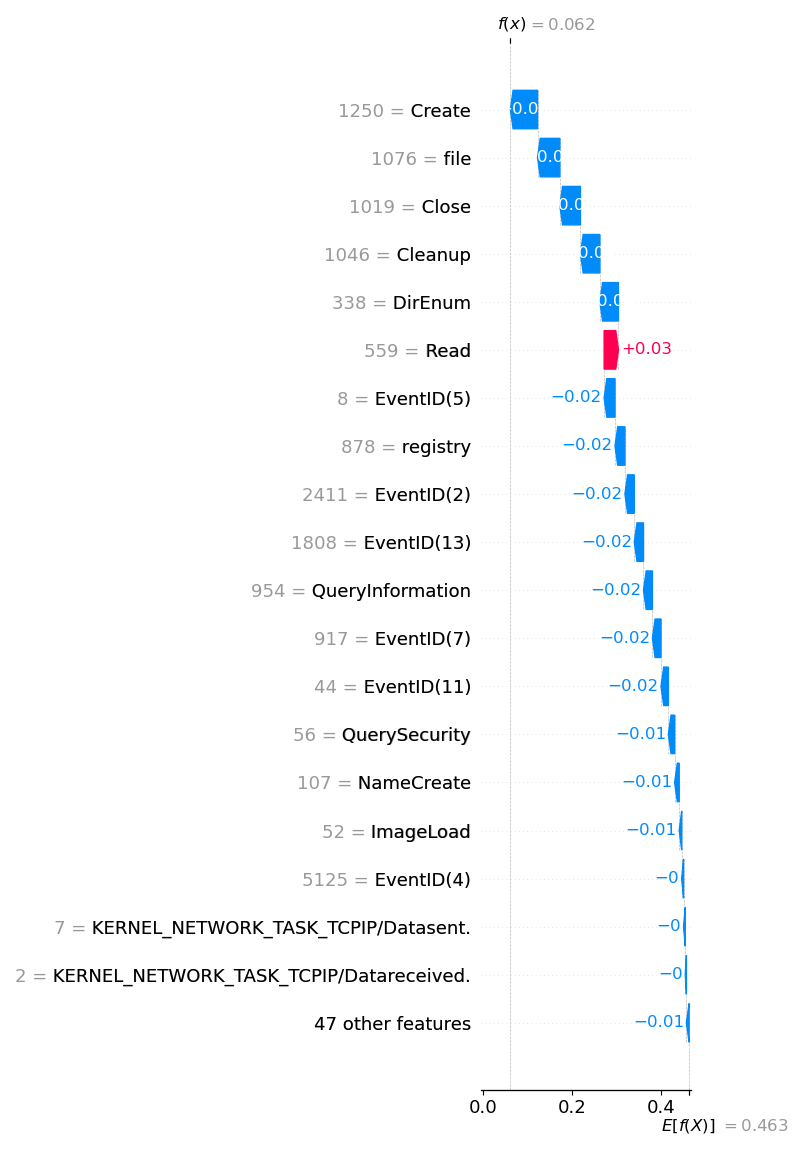 f(x) = 0.062
1250 = Create
1076 = file
1019 = Close
1046 = Cleanup
338 = DirEnum
559 = Read +0.03
8 = EventID(5) −0.02
878 = registry −0.02
2411 = EventID(2) −0.02
1808 = EventID(13) −0.02
954 = QueryInformation −0.02
917 = EventID(7) −0.02
44 = EventID(11) −0.02
56 = QuerySecurity −0.01
107 = NameCreate −0.01
52 = ImageLoad −0.01
5125 = EventID(4) −0
7 = KERNEL_NETWORK_TASK_TCPIP/Datasent. −0
2 = KERNEL_NETWORK_TASK_TCPIP/Datareceived. −0
47 other features −0.01
0.0 0.2 0.4
E[f(X)] = 0.463